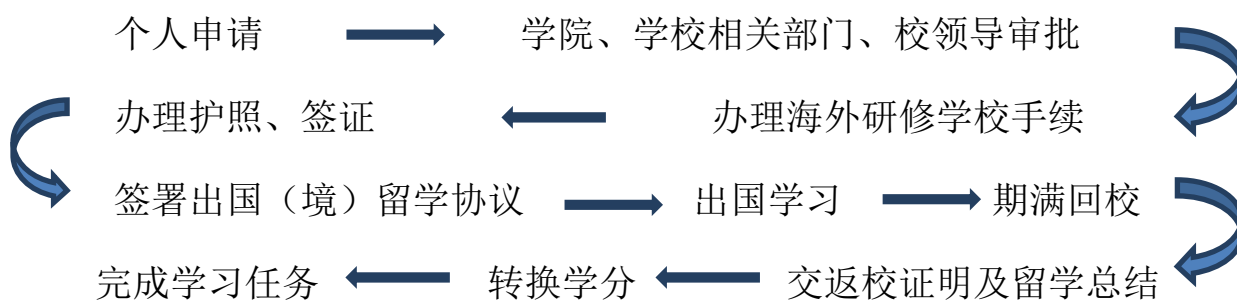 个人申请 学院、学校相关部门、校领导审批
办理护照、签证 办理海外研修学校手续
签署出国（境）留学协议 出国学习 期满回校
完成学习任务 转换学分 交返校证明及留学总结